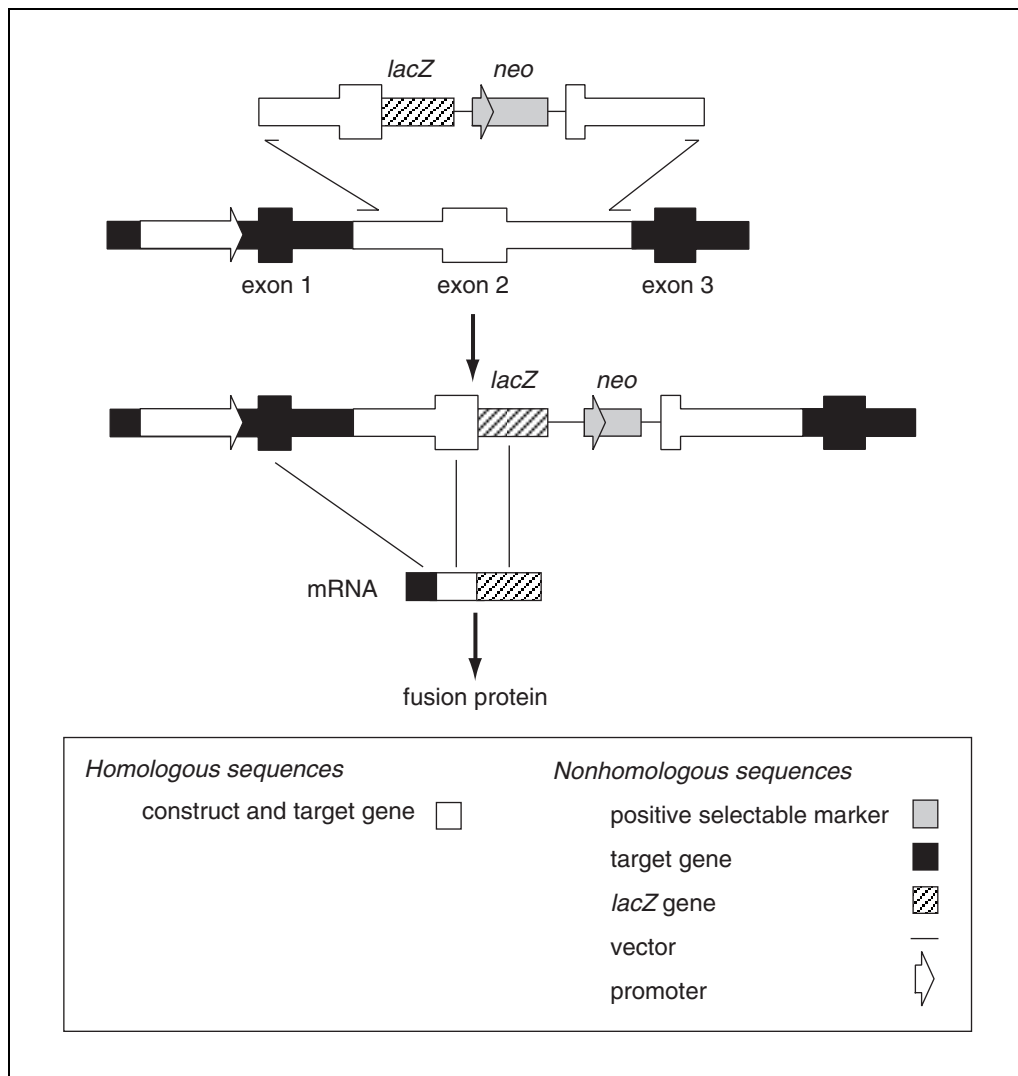 lacZ neo
exon 1 exon 2 exon 3
lacZ neo
mRNA
fusion protein
Homologous sequences
construct and target gene
Nonhomologous sequences
positive selectable marker
target gene
lacZ gene
vector
promoter